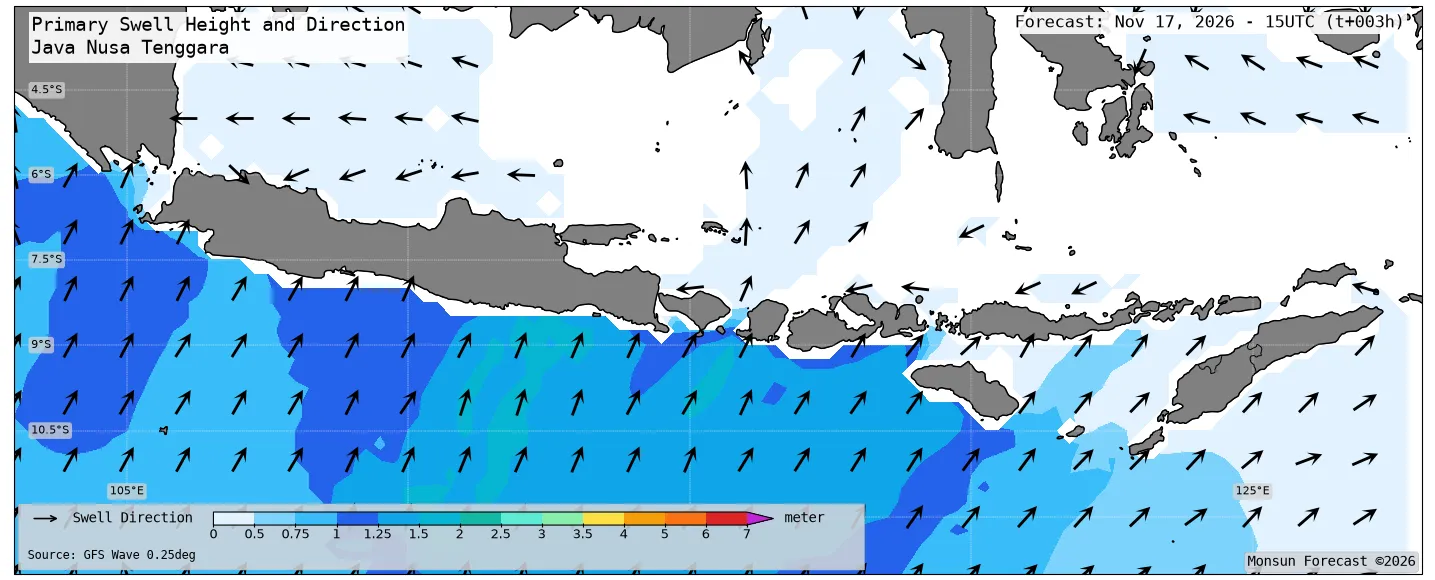 Primary Swell Height and Direction
Java Nusa Tenggara
Forecast: Nov 17, 2026 - 15UTC (t+003h)
4.5°S
6°S
7.5°S
9°S
10.5°S
105°E
125°E
Swell Direction
0 0.5 0.75 1 1.25 1.5 2 2.5 3 3.5 4 5 6 7
meter
Source: GFS Wave 0.25deg
Monsun Forecast ©2026